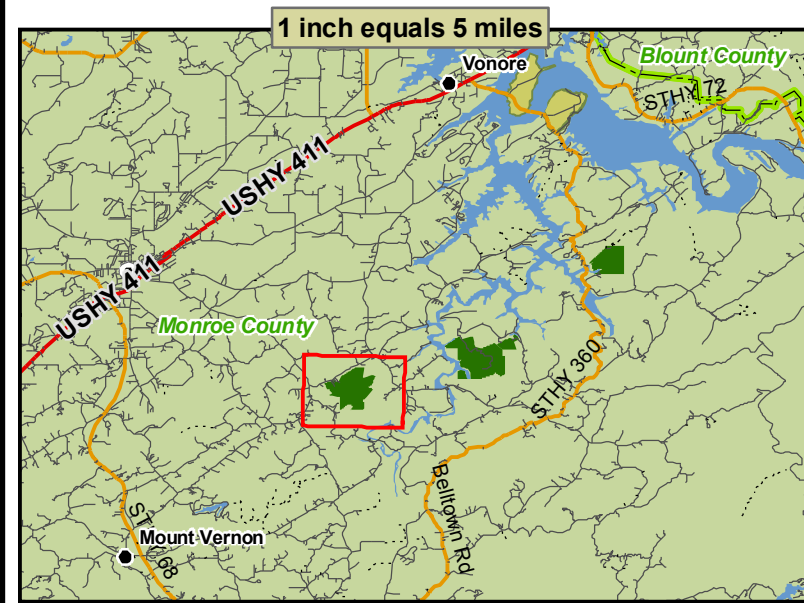 1 inch equals 5 miles
Blount County
Vonore
STHY 72
USHY 411
USHY 411
Monroe County
STHY 360
Belltown Rd
STHY 68
Mount Vernon